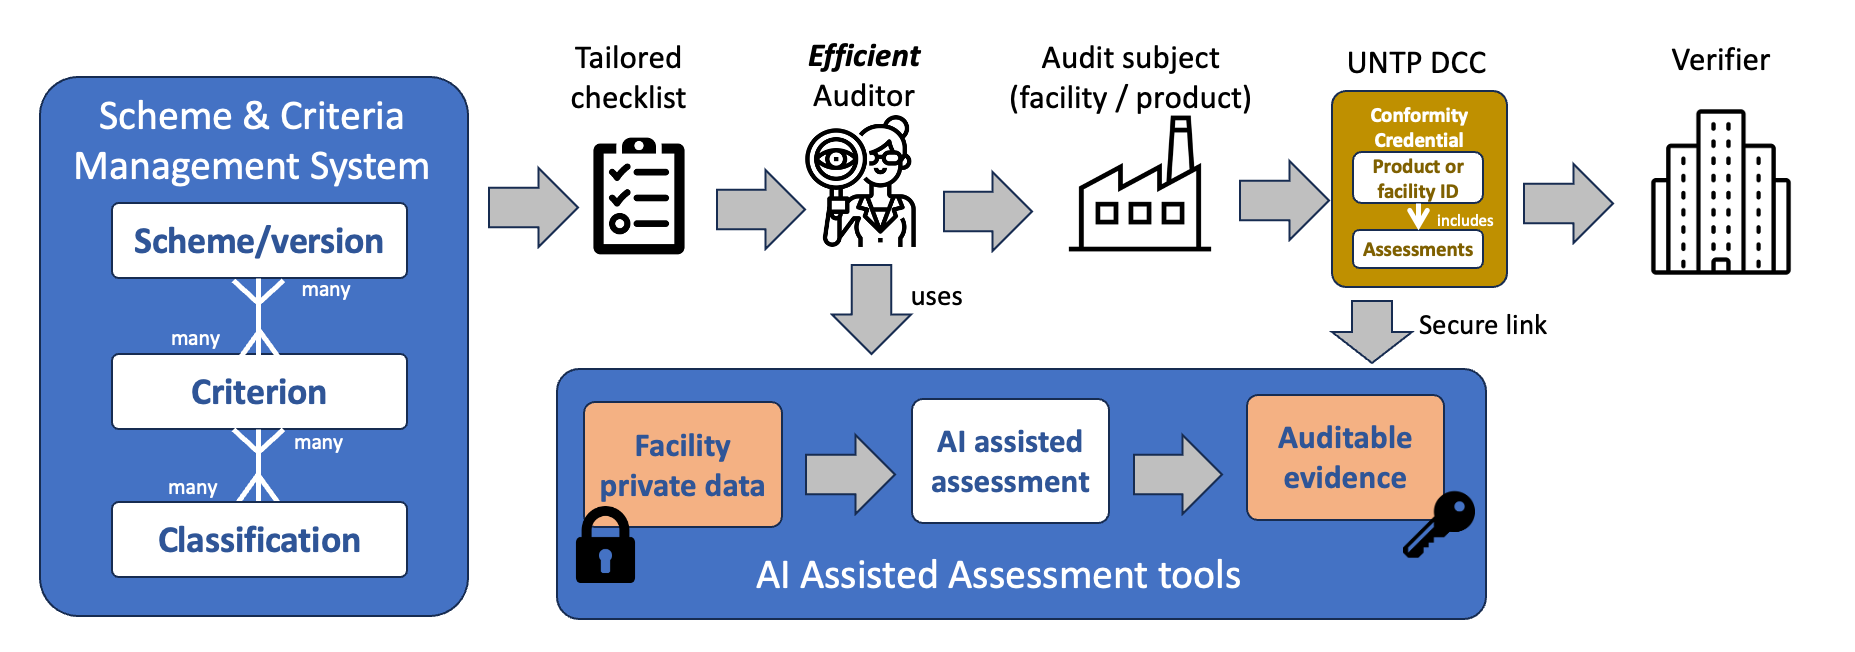 Scheme & Criteria
Management System
Scheme/version
many
many
Criterion
many
many
Classification
Tailored
checklist
Efficient
Auditor
Audit subject
(facility / product)
UNTP DCC
Conformity
Credential
Product or
facility ID
includes
Assessments
Verifier
uses
Secure link
Facility
private data
AI assisted
assessment
Auditable
evidence
AI Assisted Assessment tools